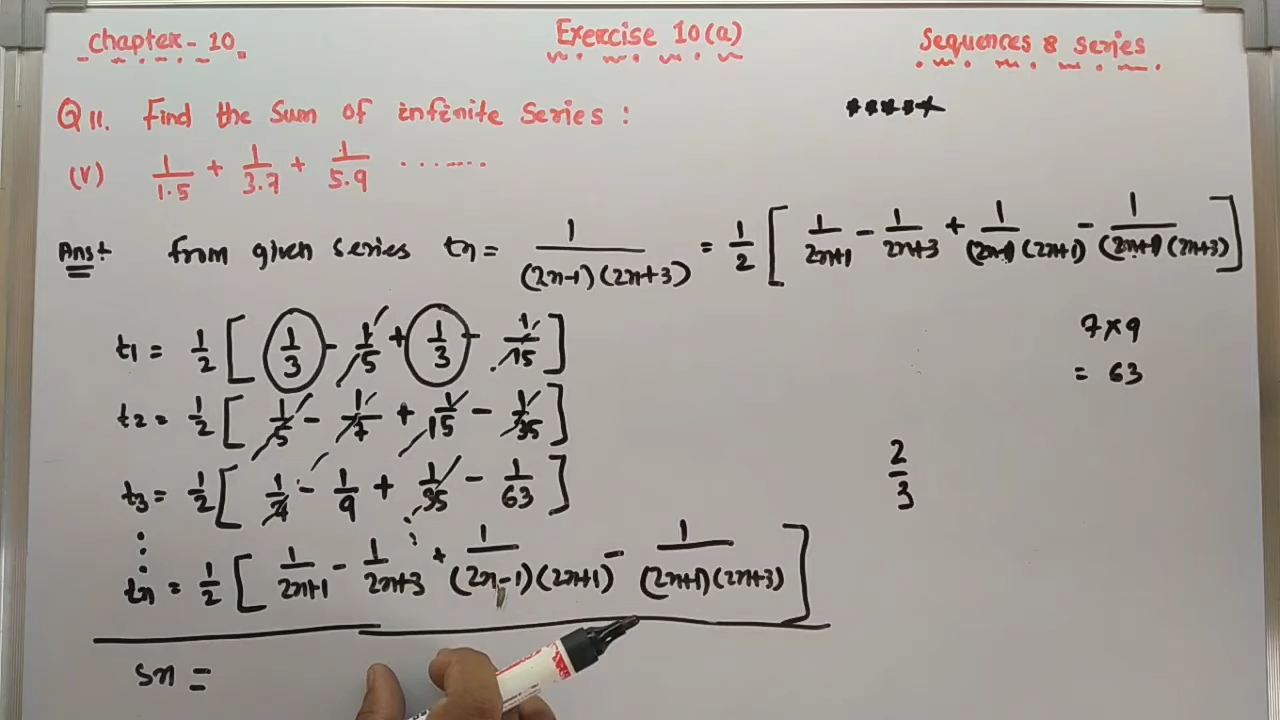 Chapter-10. Exercise 10(a) Sequences & Series
Q11. Find the Sum of infinite Series : *****
(v) 1/1.5 + 1/3.7 + 1/5.9 .......
Ans:- from given series tn = 1/(2n-1)(2n+3) = 1/2 [ 1/2n+1 - 1/2n+3 + 1/(2n-1)(2n+1) - 1/(2n+1)(2n+3) ]
t1 = 1/2 [ 1/3 - 1/5 + 1/3 - 1/15 ]
7×9
= 63
t2 = 1/2 [ 1/5 - 1/7 + 1/15 - 1/35 ]
t3 = 1/2 [ 1/7 - 1/9 + 1/35 - 1/63 ]
2/3
⋮ ⋮
tn = 1/2 [ 1/2n+1 - 1/2n+3 + 1/(2n-1)(2n+1) - 1/(2n+1)(2n+3) ]
Sn =